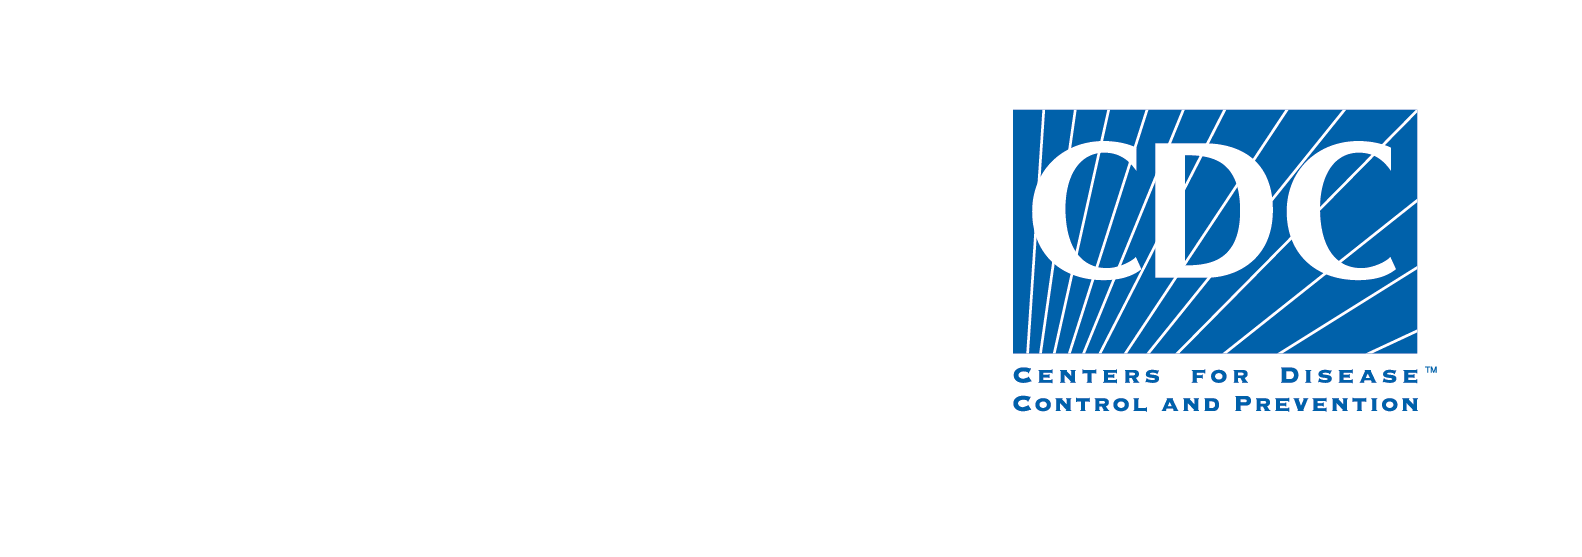 CDC
CENTERS FOR DISEASE™
CONTROL AND PREVENTION